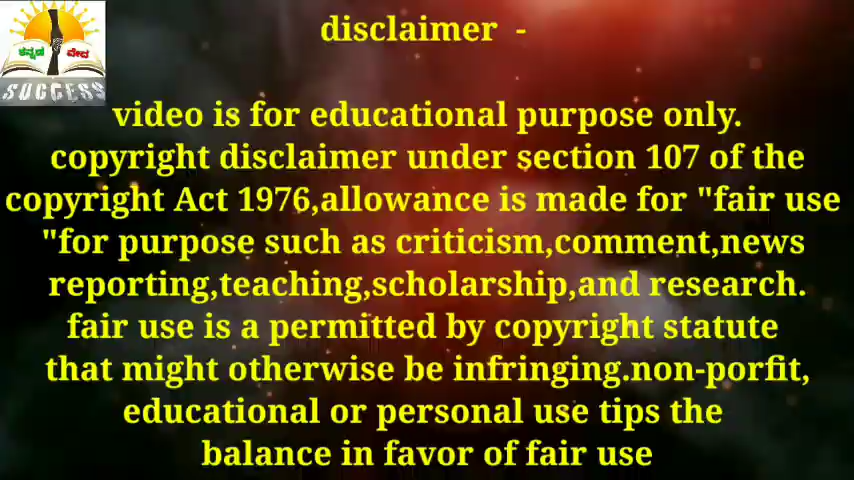 ಕನ್ನಡ ವೇದ
SUCCESS
disclaimer -
video is for educational purpose only.
copyright disclaimer under section 107 of the
copyright Act 1976,allowance is made for "fair use
"for purpose such as criticism,comment,news
reporting,teaching,scholarship,and research.
fair use is a permitted by copyright statute
that might otherwise be infringing.non-porfit,
educational or personal use tips the
balance in favor of fair use